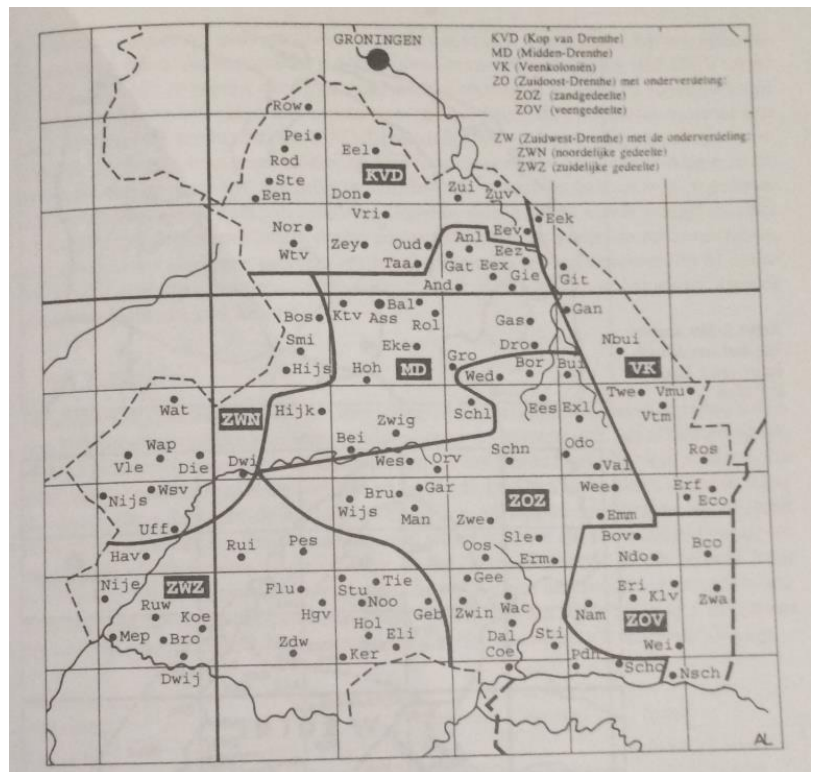 GRONINGEN
KVD (Kop van Drenthe)
MD (Midden-Drenthe)
VK (Veenkoloniën)
ZO (Zuidoost-Drenthe) met onderverdeling:
ZOZ (zandgedeelte)
ZOV (veengedeelte)
ZW (Zuidwest-Drenthe) met de onderverdeling:
ZWN (noordelijke gedeelte)
ZWZ (zuidelijke gedeelte)
Row
Pei
Rod
Eel
KVD
Ste
Een
Don
Zui
Zuv
Vri
Nor
Wtv
Zey
Oud
Taa
Anl
Eev
Eek
Eez
Gat
Eex
Gie
Git
And
Bos
Ktv
Ass
Bal
Rol
Gas
Gan
Smi
Eke
Dro
Nbui
Hijs
Hoh
MD
Gro
Wed
Bor
Bui
VK
Wat
ZWN
Hijk
Schl
Ees
Exl
Twe
Vmu
Vtm
Zwig
Wap
Vle
Die
Dwi
Bei
Wes
Orv
Schn
Odo
Val
Ros
Nijs
Wsv
Wijs
Bru
Gar
Man
ZOZ
Wee
Erf
Eco
Uff
Zwe
Emm
Hav
Rui
Pes
Sle
Oos
Erm
Bov
Ndo
Bco
Nije
ZWZ
Ruw
Koe
Flu
Hgv
Stu
Tie
Noo
Geb
Gee
Zwin
Wac
Nam
Eri
Klv
Zwa
ZOV
Mep
Bro
Dwij
Zdw
Hol
Eli
Ker
Dal
Coe
Sti
Pdh
Scho
Wei
Nsch
AL